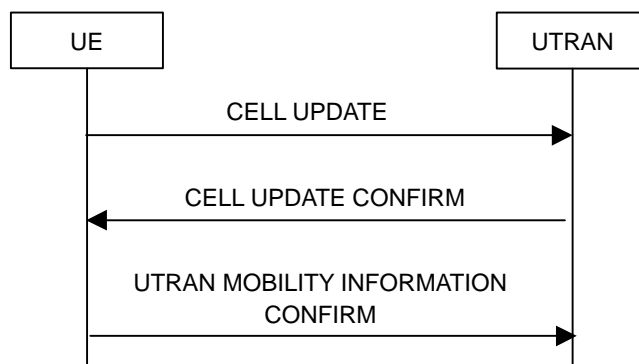 UE
UTRAN
CELL UPDATE
CELL UPDATE CONFIRM
UTRAN MOBILITY INFORMATION
CONFIRM